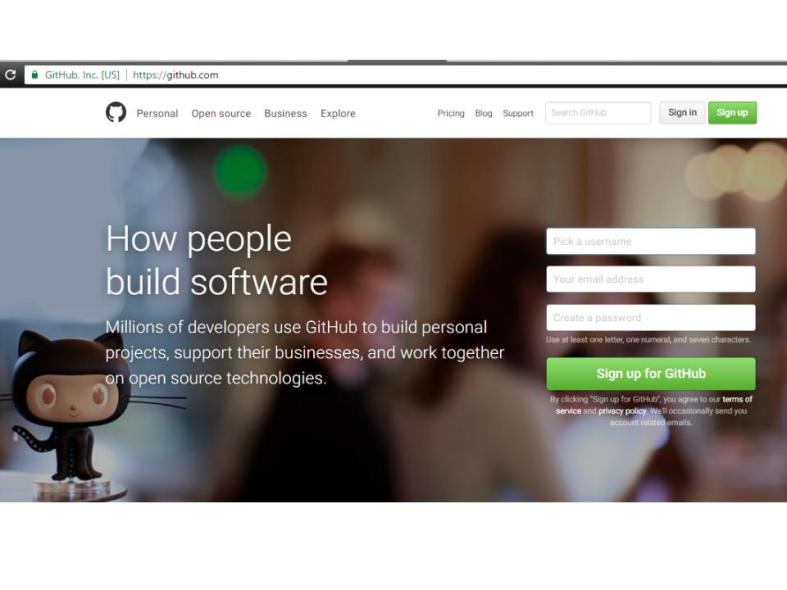 GitHub, Inc. [US] | https://github.com
Personal Open source Business Explore Pricing Blog Support Search GitHub Sign in Sign up
How people
build software
Millions of developers use GitHub to build personal
projects, support their businesses, and work together
on open source technologies.
Pick a username
Your email address
Create a password
Use at least one letter, one numeral, and seven characters.
Sign up for GitHub
By clicking "Sign up for GitHub", you agree to our terms of
service and privacy policy. We'll occasionally send you
account related emails.